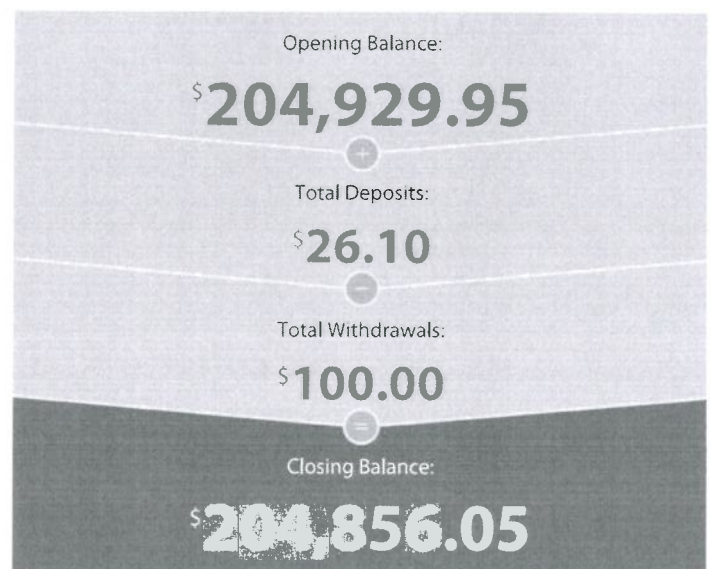 Opening Balance:
$204,929.95
+
Total Deposits:
$26.10
−
Total Withdrawals:
$100.00
=
Closing Balance:
$204,856.05